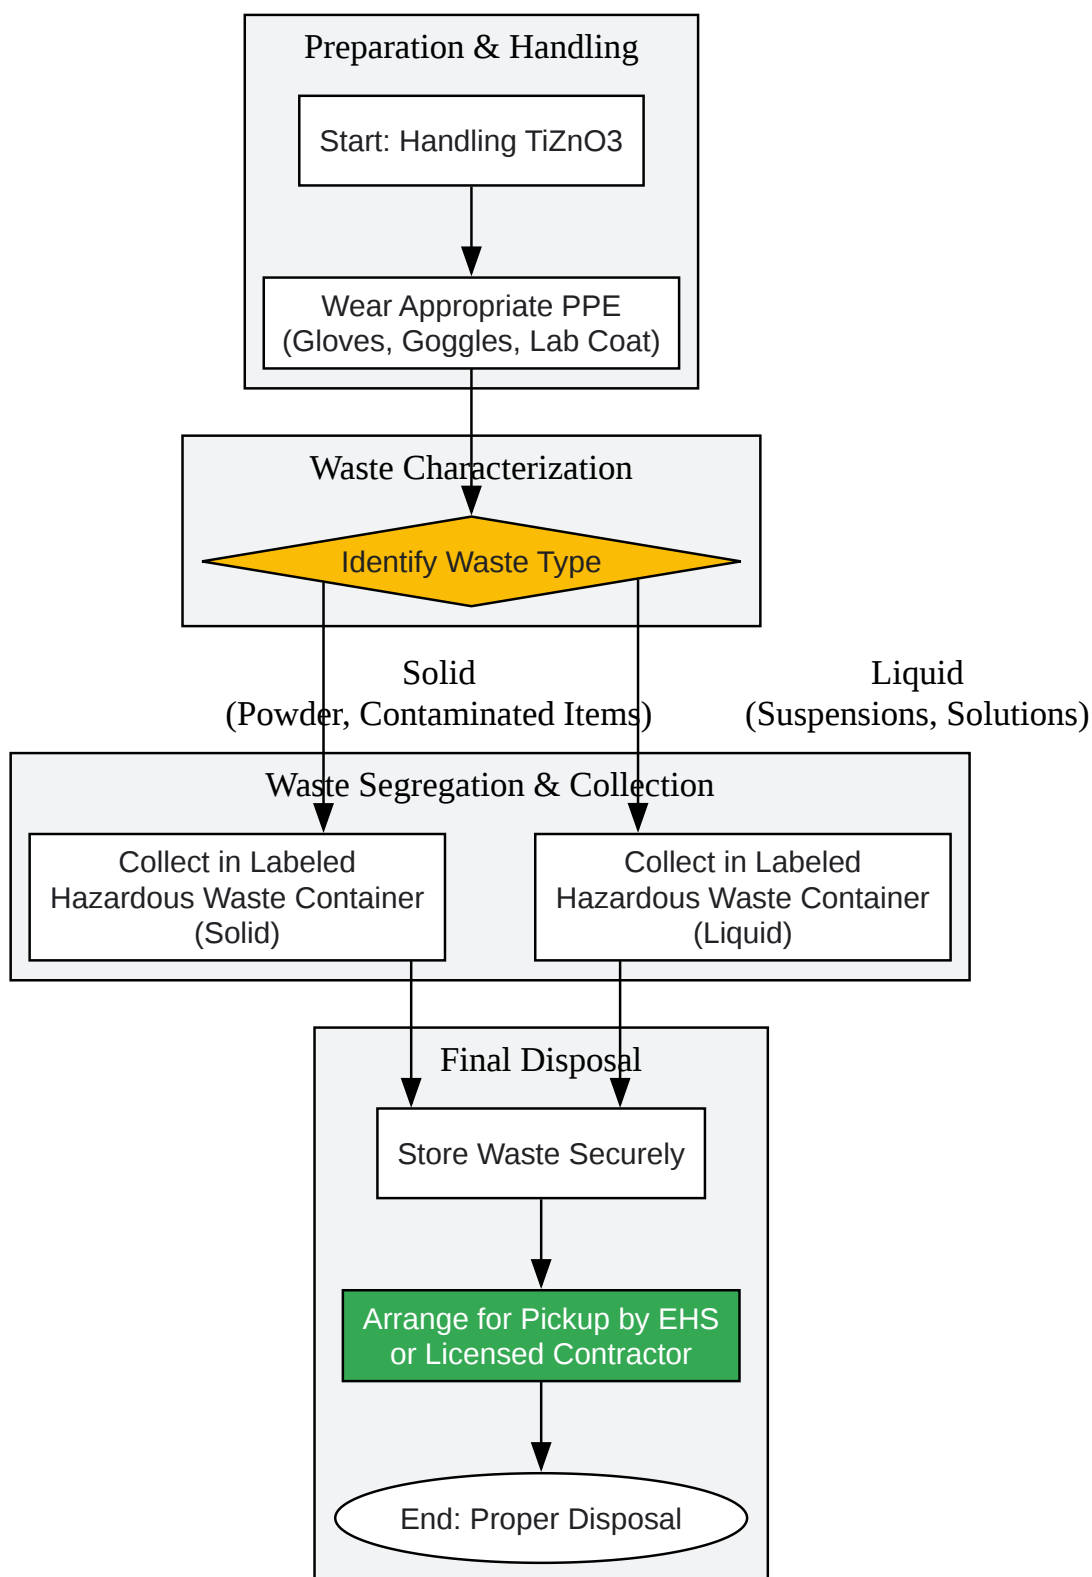 Preparation & Handling
Start: Handling TiZnO3
Wear Appropriate PPE
(Gloves, Goggles, Lab Coat)
Waste Characterization
Identify Waste Type
Solid
(Powder, Contaminated Items)
Liquid
(Suspensions, Solutions)
Waste Segregation & Collection
Collect in Labeled
Hazardous Waste Container
(Solid)
Collect in Labeled
Hazardous Waste Container
(Liquid)
Final Disposal
Store Waste Securely
Arrange for Pickup by EHS
or Licensed Contractor
End: Proper Disposal